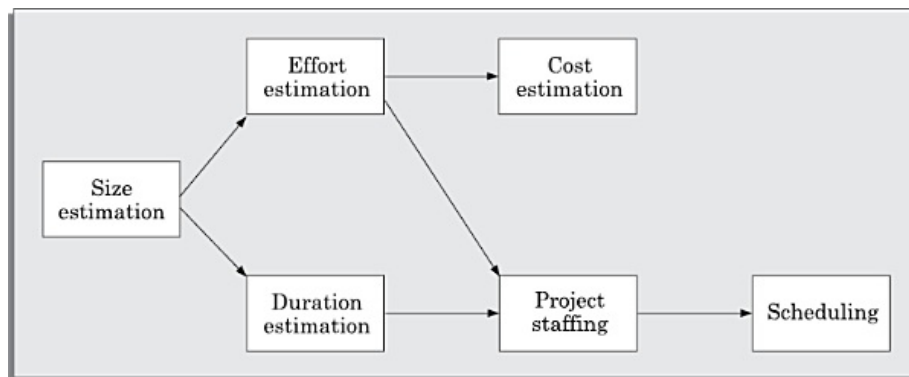 Effort
estimation
Cost
estimation
Size
estimation
Duration
estimation
Project
staffing
Scheduling